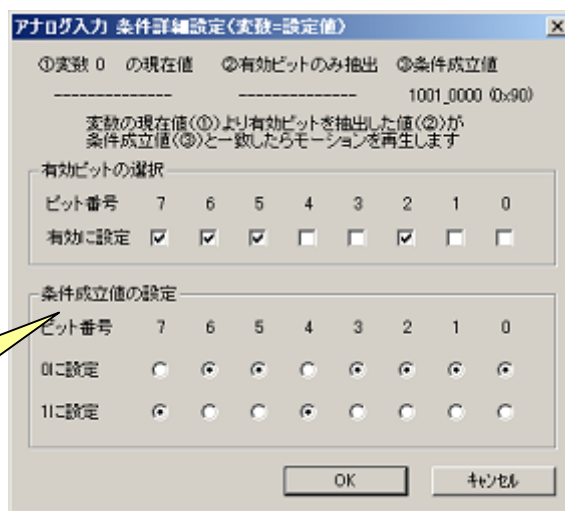 アナログ入力 条件詳細設定(変数=設定値)
①変数 0 の現在値 ②有効ビットのみ抽出 ③条件成立値
-------------- -------------- 1001_0000 (0x90)
変数の現在値(①)より有効ビットを抽出した値(②)が
条件成立値(③)と一致したらモーションを再生します
有効ビットの選択
ビット番号 7 6 5 4 3 2 1 0
有効に設定
条件成立値の設定
ビット番号 7 6 5 4 3 2 1 0
0に設定
1に設定
OK キャンセル